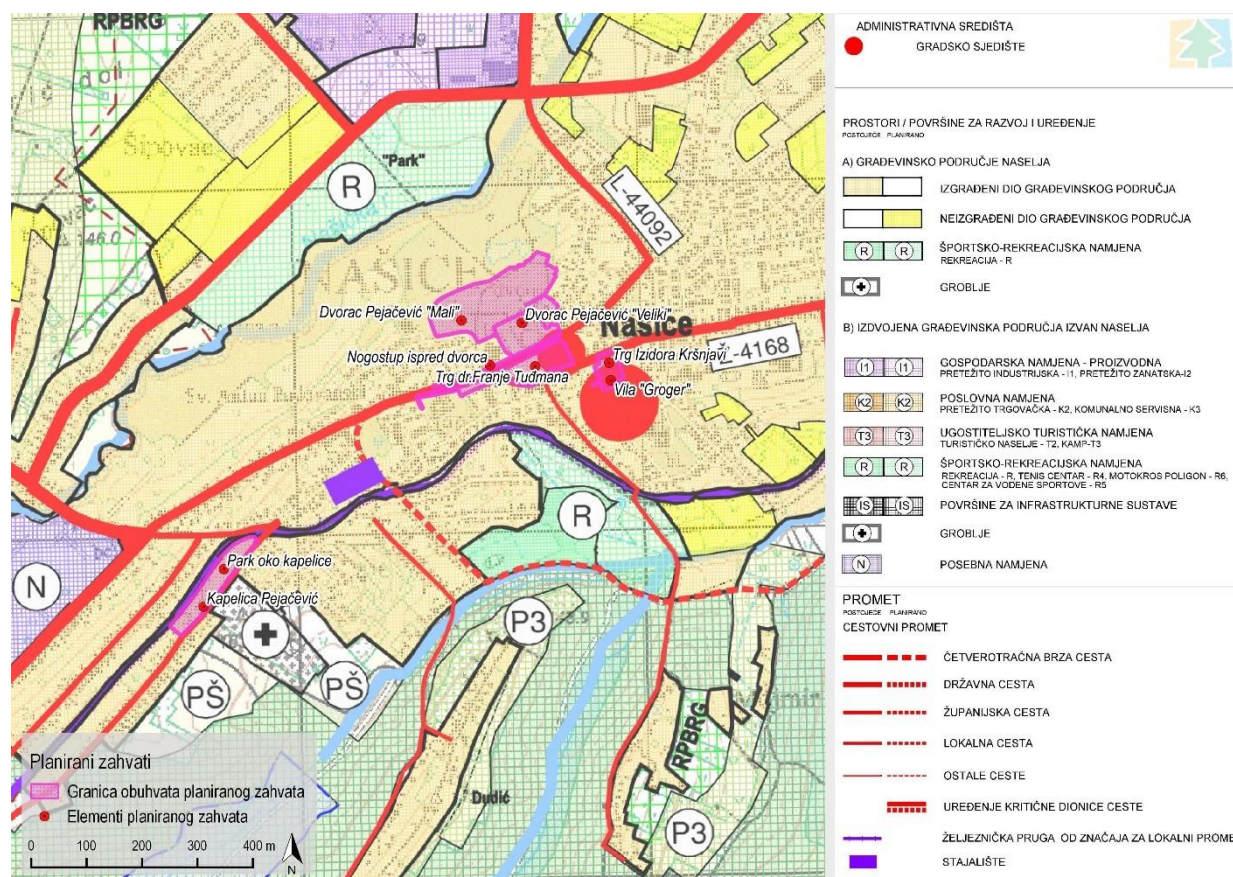 RPBRG
doli
Šipovac
146.0
"Park"
R
L-44092
NAŠICE
Dvorac Pejačević "Mali"
Dvorac Pejačević "Veliki"
Našice
Nogostup ispred dvorca
Trg Izidora Kršnjavi
Ž-4168
Trg dr.Franje Tuđmana
Vila "Groger"
R
N
Park oko kapelice
Kapelica Pejačević
P3
PŠ
PŠ
RPBRG
Dudić
P3
Planirani zahvati
Granica obuhvata planiranog zahvata
Elementi planiranog zahvata
0 100 200 300 400 m
N
ADMINISTRATIVNA SREDIŠTA
GRADSKO SJEDIŠTE
PROSTORI / POVRŠINE ZA RAZVOJ I UREĐENJE
POSTOJEĆE PLANIRANO
A) GRAĐEVINSKO PODRUČJE NASELJA
IZGRAĐENI DIO GRAĐEVINSKOG PODRUČJA
NEIZGRAĐENI DIO GRAĐEVINSKOG PODRUČJA
R R ŠPORTSKO-REKREACIJSKA NAMJENA
REKREACIJA - R
GROBLJE
B) IZDVOJENA GRAĐEVINSKA PODRUČJA IZVAN NASELJA
I1 I1 GOSPODARSKA NAMJENA - PROIZVODNA
PRETEŽITO INDUSTRIJSKA - I1, PRETEŽITO ZANATSKA-I2
K2 K2 POSLOVNA NAMJENA
PRETEŽITO TRGOVAČKA - K2, KOMUNALNO SERVISNA - K3
T3 T3 UGOSTITELJSKO TURISTIČKA NAMJENA
TURISTIČKO NASELJE - T2, KAMP-T3
R R ŠPORTSKO-REKREACIJSKA NAMJENA
REKREACIJA - R, TENIS CENTAR - R4, MOTOKROS POLIGON - R6,
CENTAR ZA VODENE SPORTOVE - R5
IS IS POVRŠINE ZA INFRASTRUKTURNE SUSTAVE
GROBLJE
N POSEBNA NAMJENA
PROMET
POSTOJEĆE PLANIRANO
CESTOVNI PROMET
ČETVEROTRAČNA BRZA CESTA
DRŽAVNA CESTA
ŽUPANIJSKA CESTA
LOKALNA CESTA
OSTALE CESTE
UREĐENJE KRITIČNE DIONICE CESTE
ŽELJEZNIČKA PRUGA OD ZNAČAJA ZA LOKALNI PROME
STAJALIŠTE